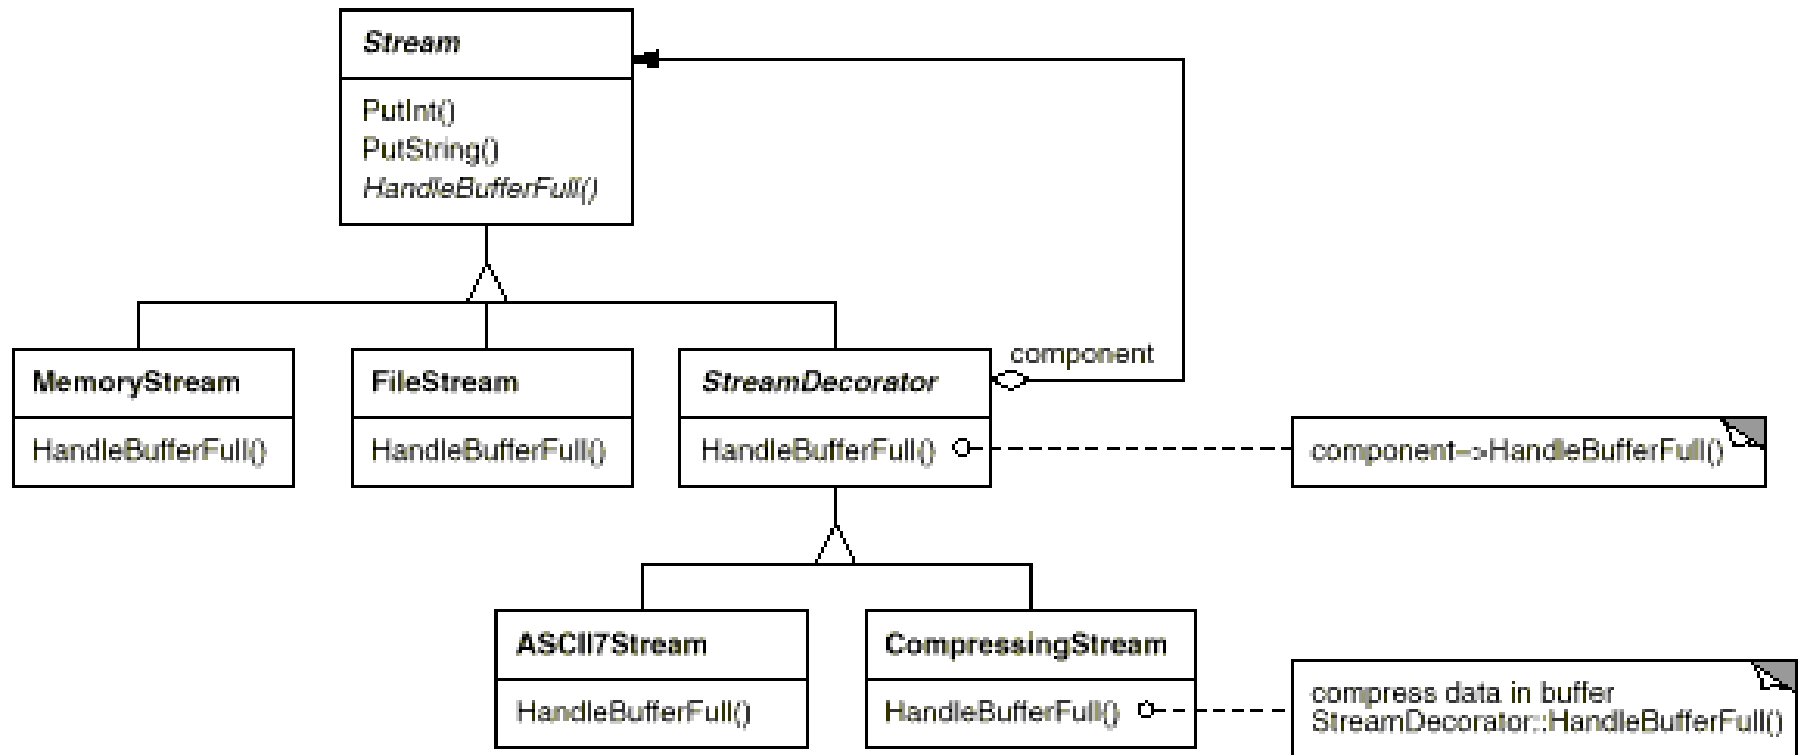 Stream
PutInt()
PutString()
HandleBufferFull()
component
MemoryStream
HandleBufferFull()
FileStream
HandleBufferFull()
StreamDecorator
HandleBufferFull()
component–>HandleBufferFull()
ASCII7Stream
HandleBufferFull()
CompressingStream
HandleBufferFull()
compress data in buffer
StreamDecorator::HandleBufferFull()